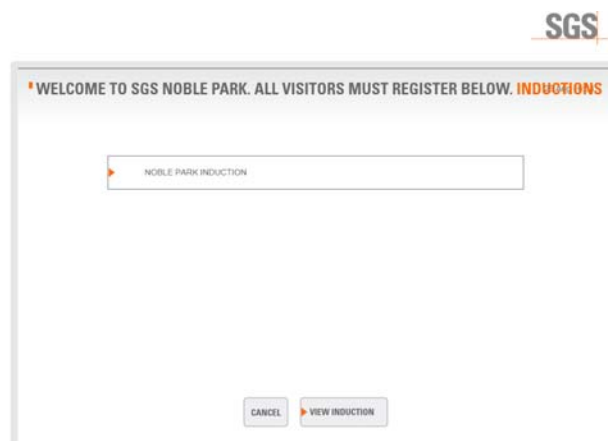 SGS
WELCOME TO SGS NOBLE PARK. ALL VISITORS MUST REGISTER BELOW. INDUCTIONS
NOBLE PARK INDUCTION
CANCEL
VIEW INDUCTION